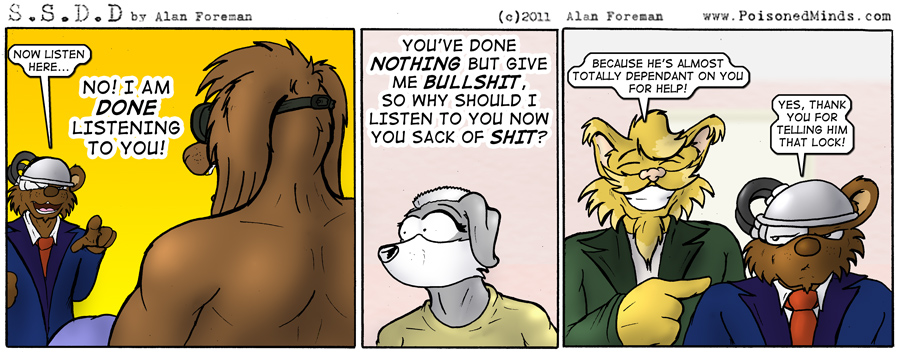 S.S.D.D by Alan Foreman (c)2011 Alan Foreman www.PoisonedMinds.com
NOW LISTEN
HERE...
NO! I AM
DONE
LISTENING
TO YOU!
YOU'VE DONE
NOTHING BUT GIVE
ME BULLSHIT,
SO WHY SHOULD I
LISTEN TO YOU NOW
YOU SACK OF SHIT?
BECAUSE HE'S ALMOST
TOTALLY DEPENDANT ON YOU
FOR HELP!
YES, THANK
YOU FOR
TELLING HIM
THAT LOCK!